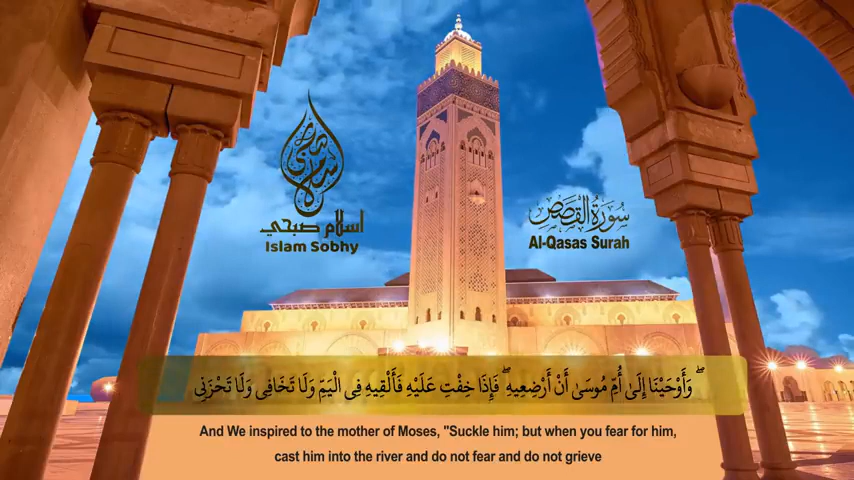 اسلام صبحي
Islam Sobhy
سورة القصص
Al-Qasas Surah
وَأَوْحَيْنَا إِلَىٰ أُمِّ مُوسَىٰ أَنْ أَرْضِعِيهِ ۖ فَإِذَا خِفْتِ عَلَيْهِ فَأَلْقِيهِ فِي الْيَمِّ وَلَا تَخَافِي وَلَا تَحْزَنِي ۖ
And We inspired to the mother of Moses, "Suckle him; but when you fear for him,
cast him into the river and do not fear and do not grieve